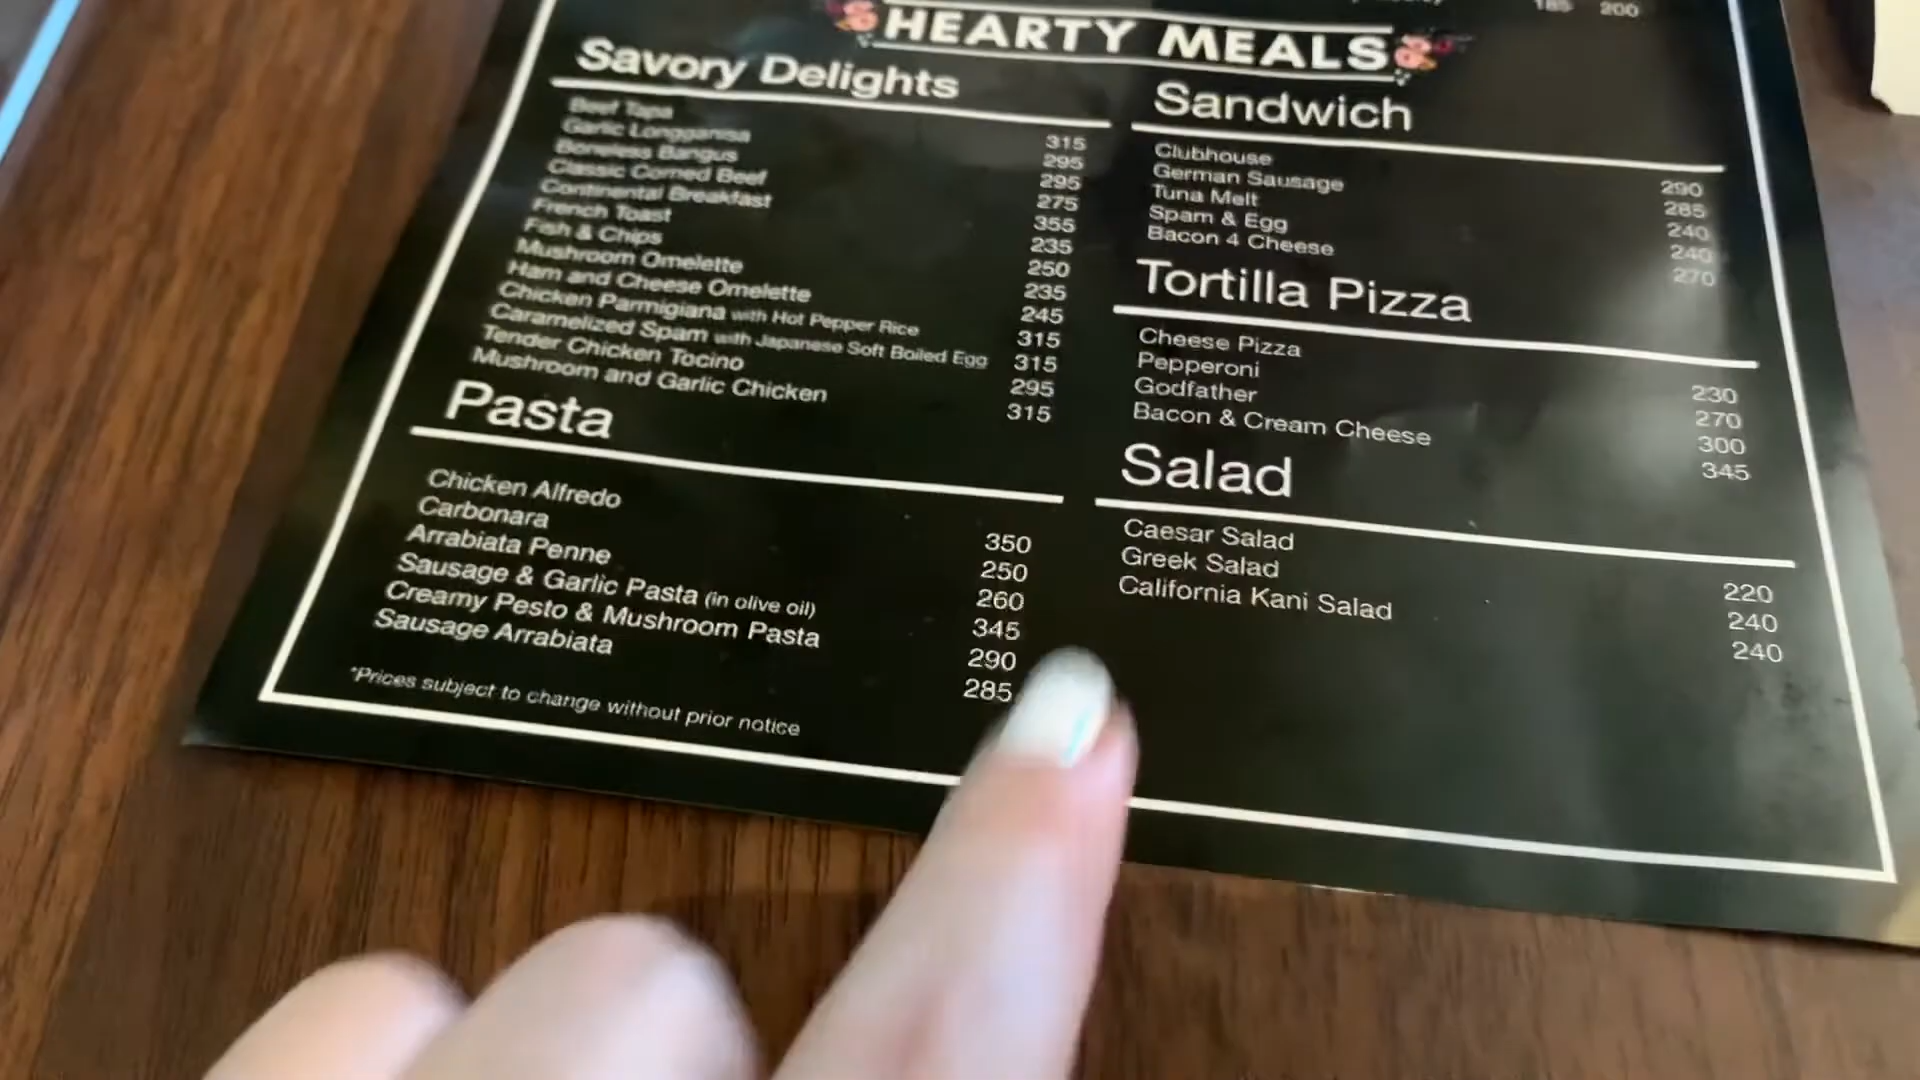 185 200
HEARTY MEALS
Savory Delights
Beef Tapa 315
Garlic Longganisa 295
Boneless Bangus 295
Classic Corned Beef 275
Continental Breakfast 355
French Toast 235
Fish & Chips 250
Mushroom Omelette 235
Ham and Cheese Omelette 245
Chicken Parmigiana with Hot Pepper Rice 315
Caramelized Spam with Japanese Soft Boiled Egg 315
Tender Chicken Tocino 295
Mushroom and Garlic Chicken 315
Pasta
Chicken Alfredo 350
Carbonara 250
Arrabiata Penne 260
Sausage & Garlic Pasta (in olive oil) 345
Creamy Pesto & Mushroom Pasta 290
Sausage Arrabiata 285
*Prices subject to change without prior notice
Sandwich
Clubhouse 290
German Sausage 285
Tuna Melt 240
Spam & Egg 240
Bacon 4 Cheese 270
Tortilla Pizza
Cheese Pizza 230
Pepperoni 270
Godfather 300
Bacon & Cream Cheese 345
Salad
Caesar Salad 220
Greek Salad 240
California Kani Salad 240